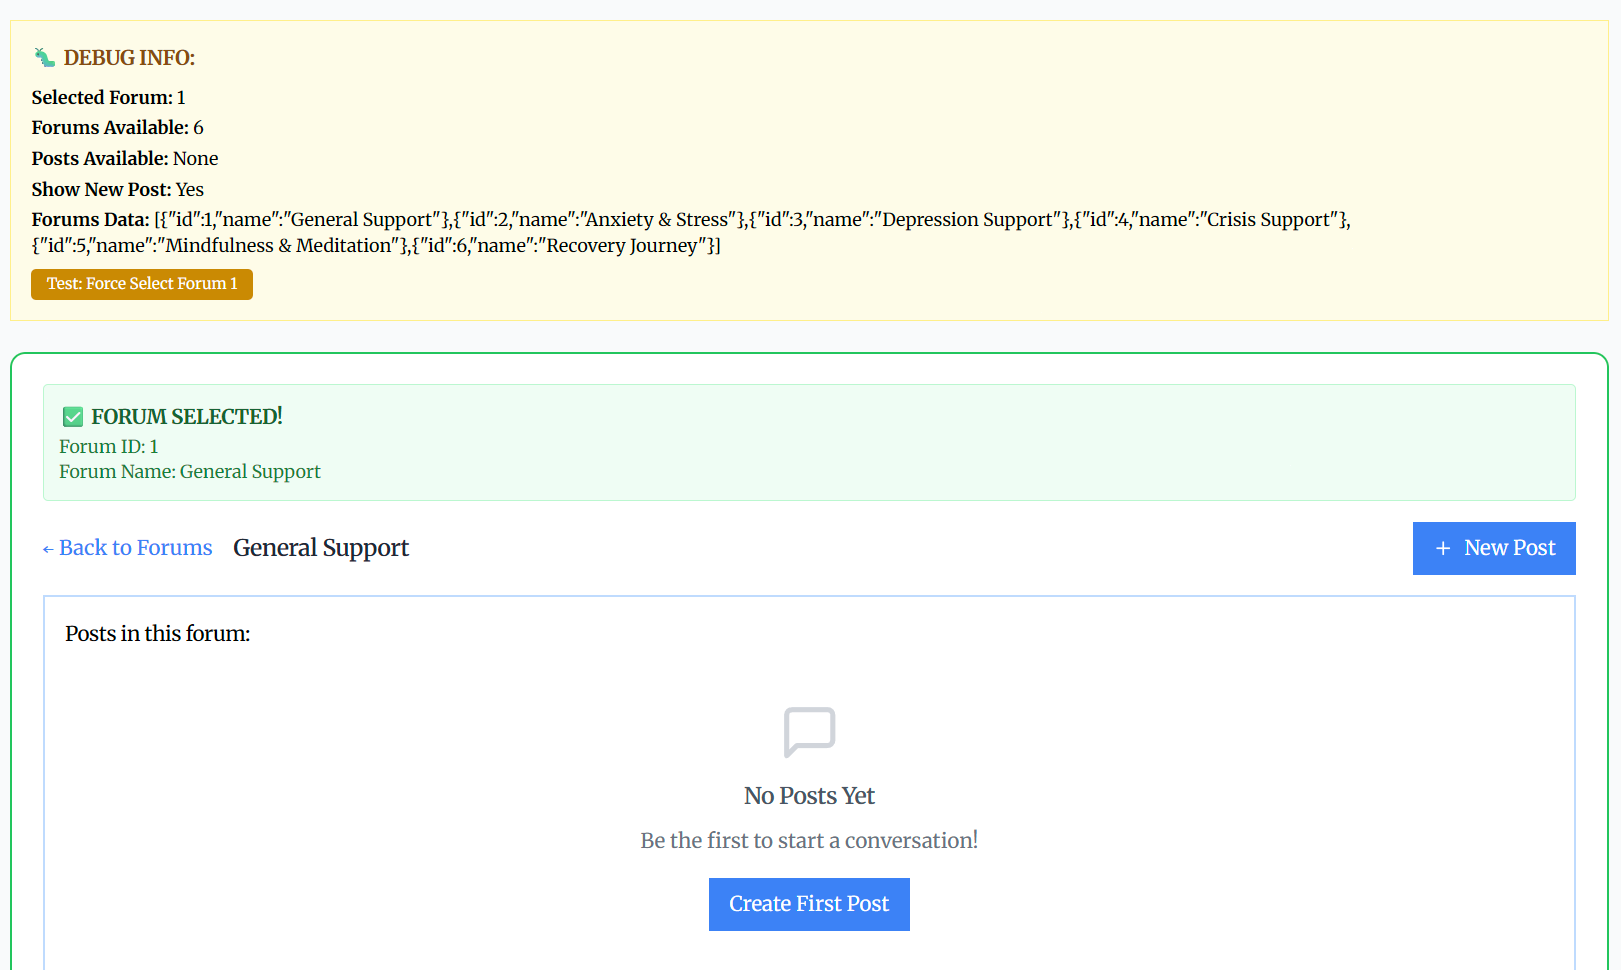 DEBUG INFO:
Selected Forum: 1
Forums Available: 6
Posts Available: None
Show New Post: Yes
Forums Data: [{"id":1,"name":"General Support"},{"id":2,"name":"Anxiety & Stress"},{"id":3,"name":"Depression Support"},{"id":4,"name":"Crisis Support"},
{"id":5,"name":"Mindfulness & Meditation"},{"id":6,"name":"Recovery Journey"}]
Test: Force Select Forum 1
✅ FORUM SELECTED!
Forum ID: 1
Forum Name: General Support
← Back to Forums General Support
+ New Post
Posts in this forum:
No Posts Yet
Be the first to start a conversation!
Create First Post